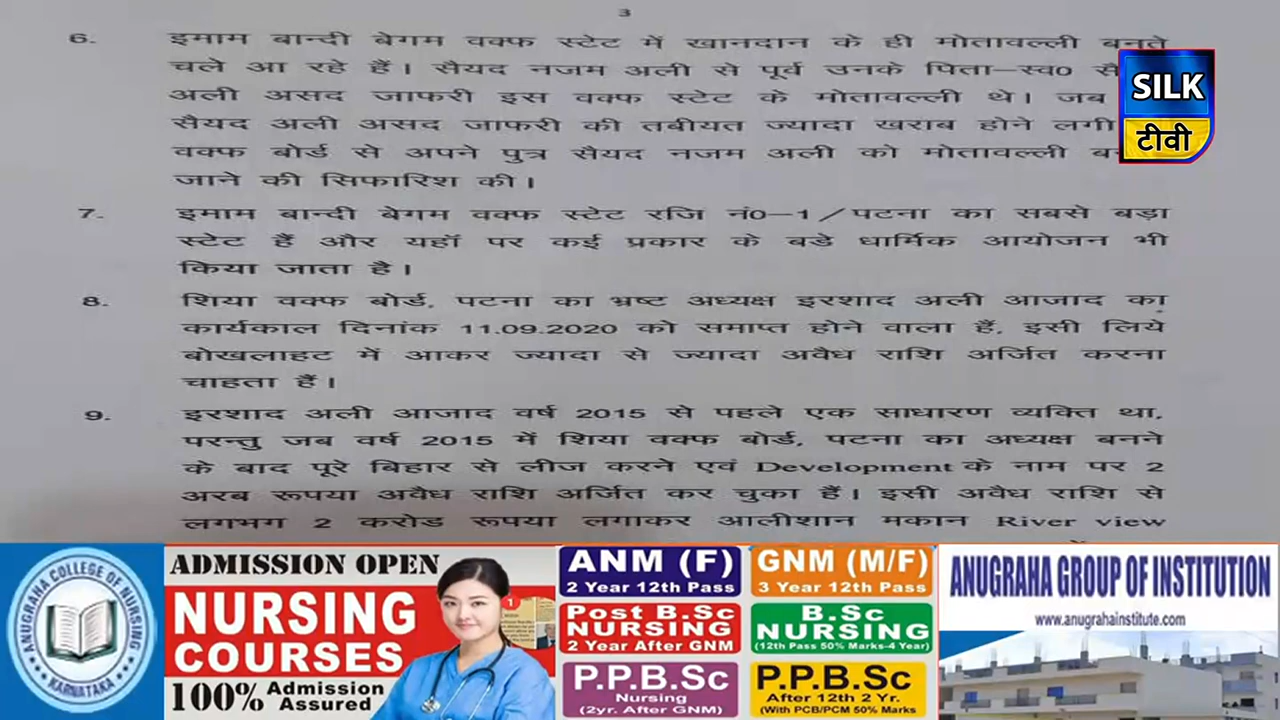 3
6. इमाम बान्दी बेगम वक्फ स्टेट में खानदान के ही मोतावल्ली बनते
चले आ रहे हैं। सैयद नजम अली से पूर्व उनके पिता–स्व0
अली असद जाफरी इस वक्फ स्टेट के मोतावल्ली थे। जब
सैयद अली असद जाफरी की तबीयत ज्यादा खराब होने लगी
वक्फ बोर्ड से अपने पुत्र सैयद नजम अली को मोतावल्ली
जाने की सिफारिश की।
7. इमाम बान्दी बेगम वक्फ स्टेट रजि नं0–1/पटना का सबसे बड़ा
स्टेट हैं और यहाँ पर कई प्रकार के बडे धार्मिक आयोजन भी
किया जाता है।
8. शिया वक्फ बोर्ड, पटना का भ्रष्ट अध्यक्ष इरशाद अली आजाद का
कार्यकाल दिनांक 11.09.2020 को समाप्त होने वाला हैं, इसी लिये
बोखलाहट में आकर ज्यादा से ज्यादा अवैध राशि अर्जित करना
चाहता हैं।
9. इरशाद अली आजाद वर्ष 2015 से पहले एक साधारण व्यक्ति था,
परन्तु जब वर्ष 2015 में शिया वक्फ बोर्ड, पटना का अध्यक्ष बनने
के बाद पूरे बिहार से लीज करने एवं Development के नाम पर 2
अरब रूपया अवैध राशि अर्जित कर चुका हैं। इसी अवैध राशि से
लगभग 2 करोड रूपया लगाकर आलीशान मकान River view
SILK
टीवी
ANUGRAHA COLLEGE OF NURSING
KARNATAKA
ADMISSION OPEN
NURSING
COURSES
100% Admission Assured
ANM (F)
2 Year 12th Pass
GNM (M/F)
3 Year 12th Pass
Post B.Sc
NURSING
2 Year After GNM
B.Sc
NURSING
(12th Pass 50% Marks-4 Year)
P.P.B.Sc
Nursing
(2yr. After GNM)
P.P.B.Sc
After 12th 2 Yr.
(With PCB/PCM 50% Marks
ANUGRAHA GROUP OF INSTITUTION
www.anugrahainstitute.com